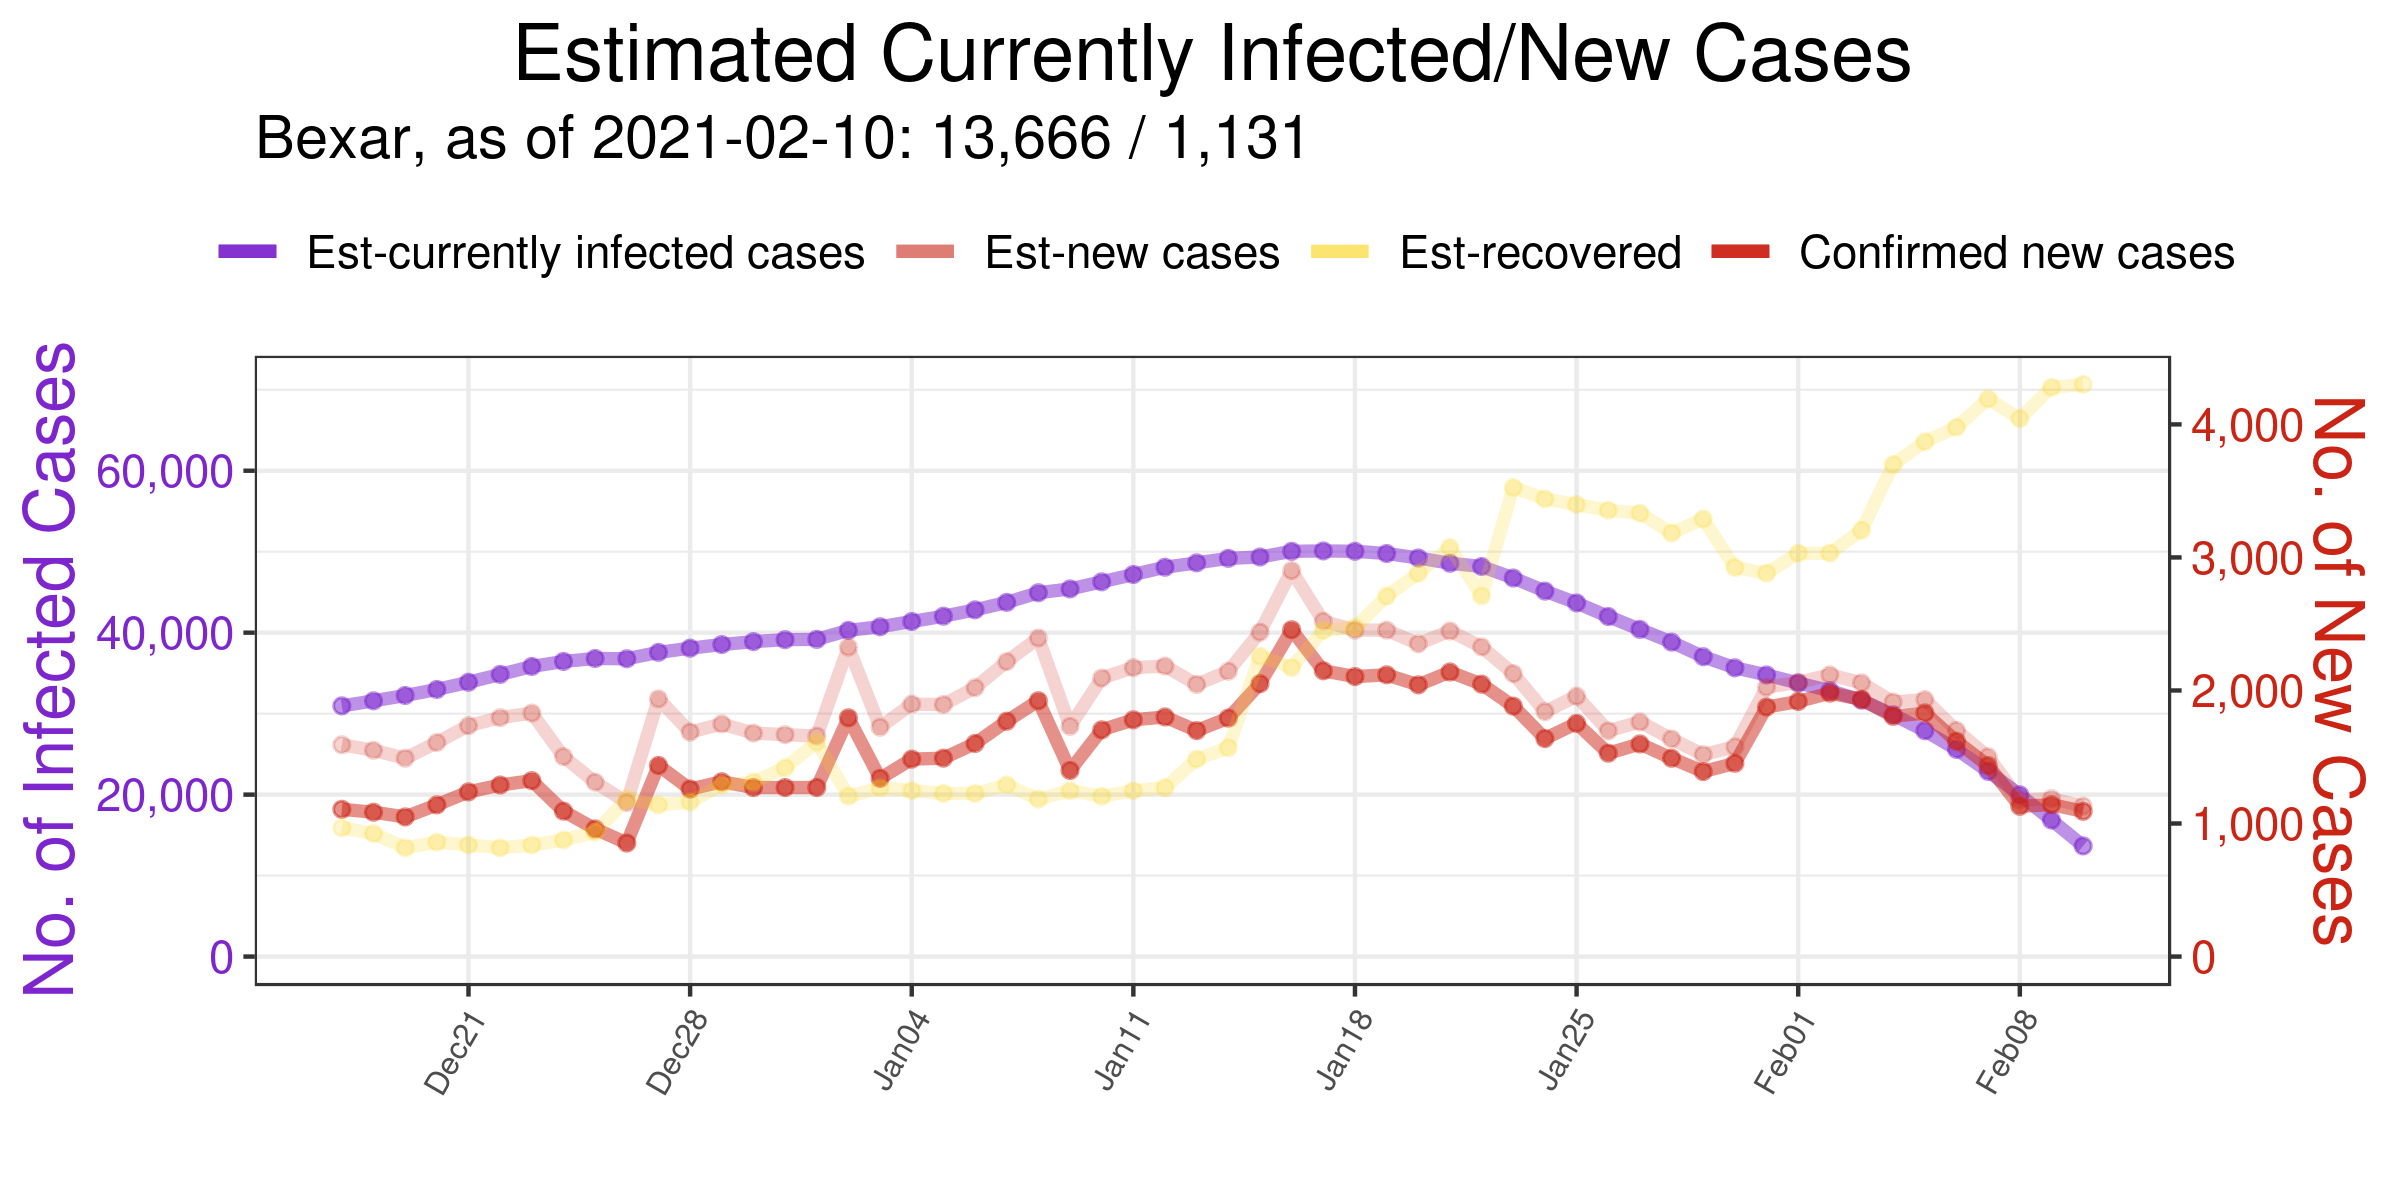 Estimated Currently Infected/New Cases
Bexar, as of 2021-02-10: 13,666 / 1,131
Est-currently infected cases Est-new cases Est-recovered Confirmed new cases
No. of Infected Cases
60,000
40,000
20,000
0
4,000
3,000
2,000
1,000
0
No. of New Cases
Dec21 Dec28 Jan04 Jan11 Jan18 Jan25 Feb01 Feb08